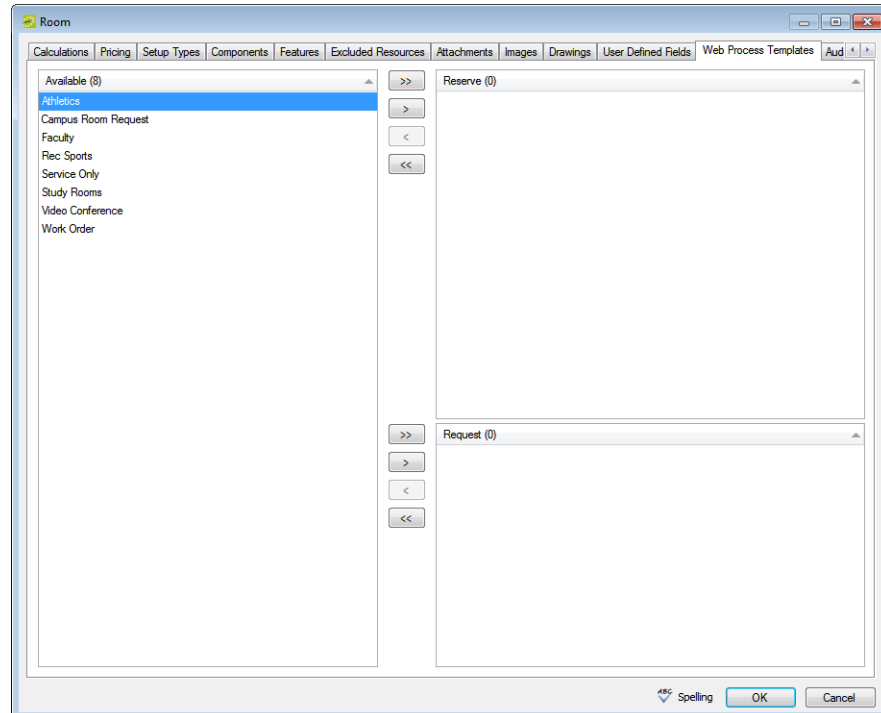 Room
Calculations Pricing Setup Types Components Features Excluded Resources Attachments Images Drawings User Defined Fields Web Process Templates Aud
Available (8)
>>
Reserve (0)
Athletics
>
Campus Room Request
Faculty
<
Rec Sports
<<
Service Only
Study Rooms
Video Conference
Work Order
>>
Request (0)
>
<
<<
ABC Spelling OK Cancel